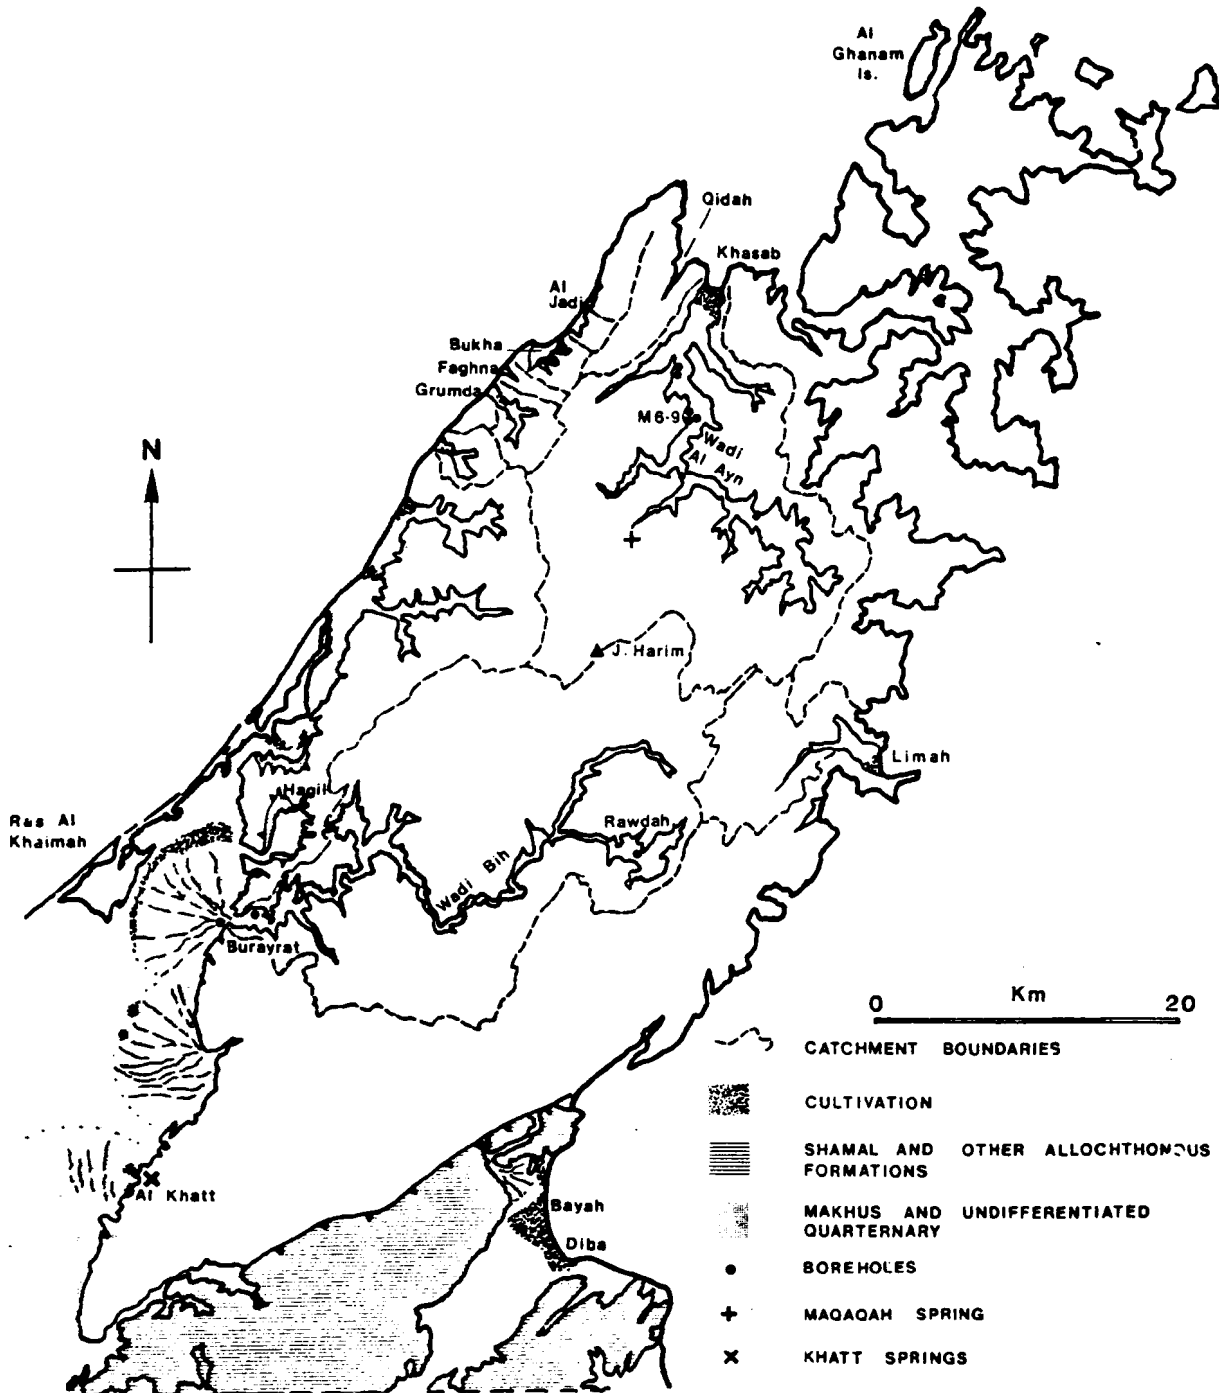 Al
Ghanam
Is.
Qidah
Khasab
Al
Jadi
Bukha
Faghna
Grumda
M6-9
Wadi
Al Ayn
N
J. Harim
Limah
Hagil
Ras Al
Khaimah
Rawdah
Wadi Bih
Burayrat
Km
0 20
CATCHMENT BOUNDARIES
CULTIVATION
SHAMAL AND OTHER ALLOCHTHONOUS
FORMATIONS
Al Khatt
Bayah
MAKHUS AND UNDIFFERENTIATED
QUARTERNARY
Diba
BOREHOLES
MAQAQAH SPRING
KHATT SPRINGS